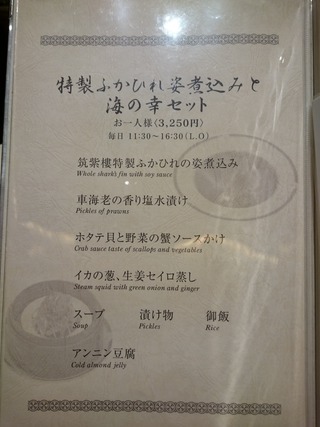 特製ふかひれ姿煮込みと
海の幸セット
お一人様〈3,250円〉
毎日 11:30～16:30(L.O)
筑紫樓特製ふかひれの姿煮込み
Whole shark's fin with soy sauce
車海老の香り塩水漬け
Pickles of prawns
ホタテ貝と野菜の蟹ソースかけ
Crab sauce taste of scallops and vegetables
イカの葱、生姜セイロ蒸し
Steam squid with green onion and ginger
スープ 漬け物 御飯
Soup Pickles Rice
アンニン豆腐
Cold almond jelly